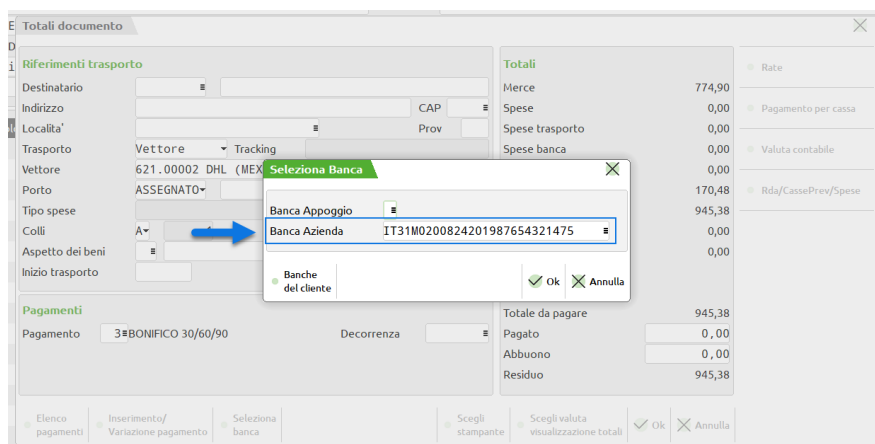 Totali documento
Riferimenti trasporto
Destinatario
Indirizzo CAP
Localita' Prov
Trasporto Vettore Tracking
Vettore 621.00002 DHL (MEX
Porto ASSEGNATO
Tipo spese
Colli A
Aspetto dei beni
Inizio trasporto
Pagamenti
Pagamento 3 BONIFICO 30/60/90 Decorrenza
Totali
Merce 774,90
Spese 0,00
Spese trasporto 0,00
Spese banca 0,00
0,00
170,48
945,38
0,00
0,00
Totale da pagare 945,38
Pagato 0,00
Abbuono 0,00
Residuo 945,38
Rate
Pagamento per cassa
Valuta contabile
Rda/CassePrev/Spese
Seleziona Banca
Banca Appoggio
Banca Azienda IT31M0200824201987654321475
Banche
del cliente
Ok Annulla
Elenco
pagamenti
Inserimento/
Variazione pagamento
Seleziona
banca
Scegli
stampante
Scegli valuta
visualizzazione totali
Ok Annulla